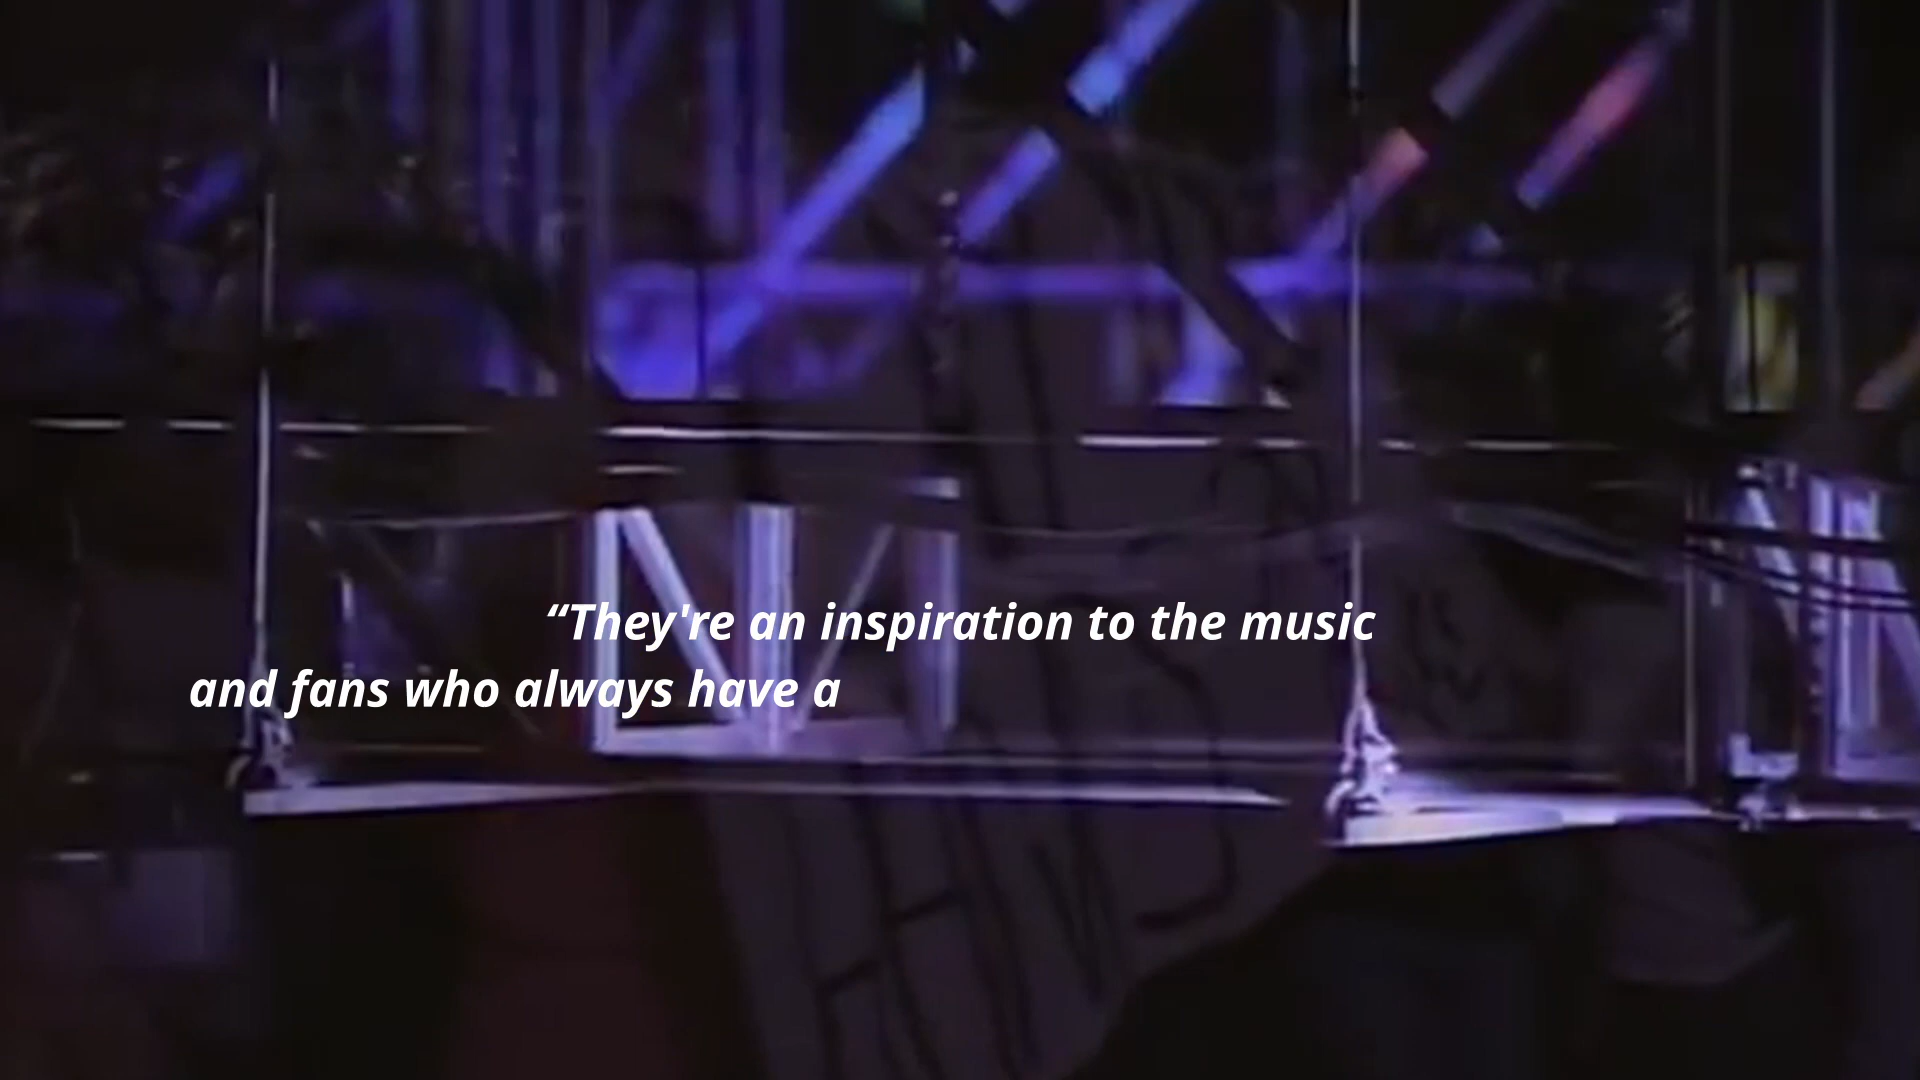 “They're an inspiration to the music
and fans who always have a